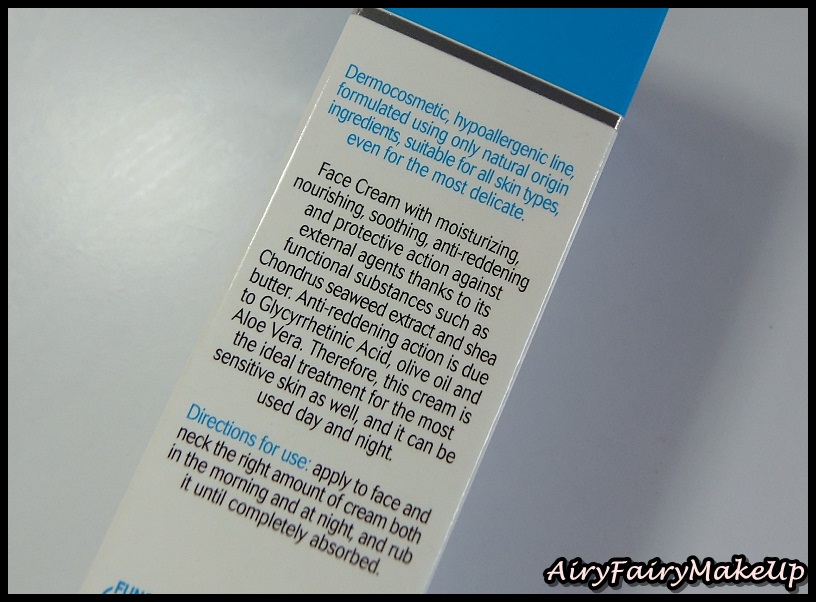 Dermocosmetic, hypoallergenic line,
formulated using only natural origin
ingredients, suitable for all skin types,
even for the most delicate.
Face Cream with moisturizing,
nourishing, soothing, anti-reddening
and protective action against
external agents thanks to its
functional substances such as
Chondrus seaweed extract and shea
butter. Anti-reddening action is due
to Glycyrrhetinic Acid, olive oil and
Aloe Vera. Therefore, this cream is
the ideal treatment for the most
sensitive skin as well, and it can be
used day and night.
Directions for use: apply to face and
neck the right amount of cream both
in the morning and at night, and rub
it until completely absorbed.
AiryFairyMakeUp